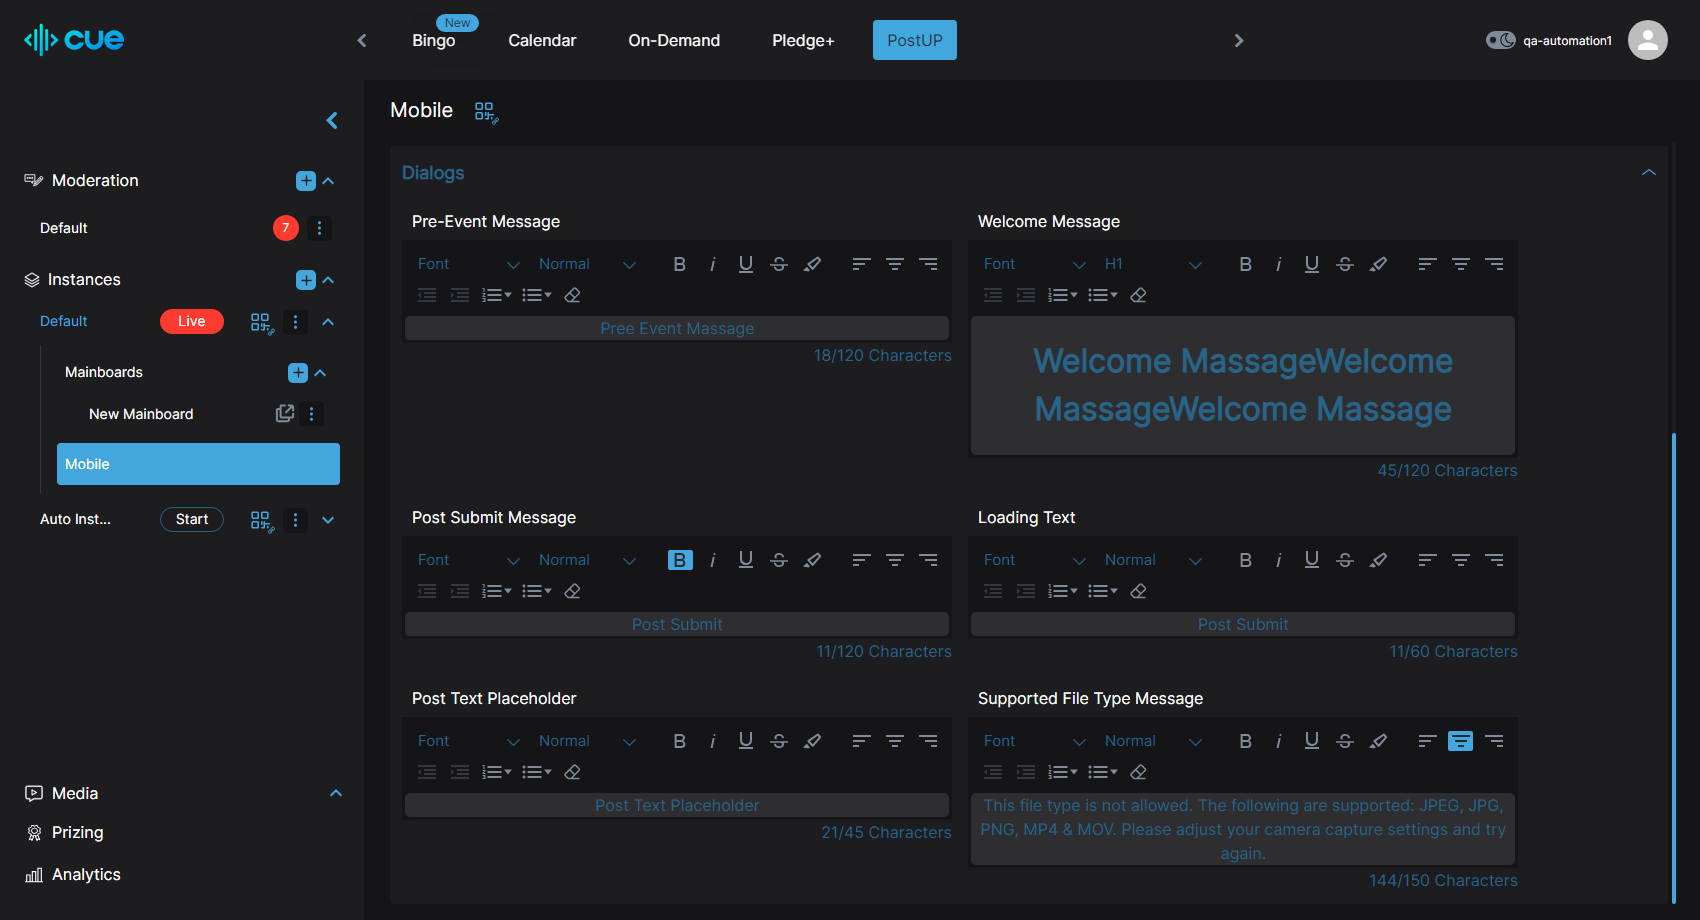 cue
New
Bingo
Calendar
On-Demand
Pledge+
PostUP
qa-automation1
Moderation
Default
7
Instances
Default
Live
Mainboards
New Mainboard
Mobile
Auto Inst...
Start
Media
Prizing
Analytics
Mobile
Dialogs
Pre-Event Message
Font
Normal
B i U S
Pree Event Massage
18/120 Characters
Welcome Message
Font
H1
B i U S
Welcome MassageWelcome
MassageWelcome Massage
45/120 Characters
Post Submit Message
Font
Normal
B i U S
Post Submit
11/120 Characters
Loading Text
Font
Normal
B i U S
Post Submit
11/60 Characters
Post Text Placeholder
Font
Normal
B i U S
Post Text Placeholder
21/45 Characters
Supported File Type Message
Font
Normal
B i U S
This file type is not allowed. The following are supported: JPEG, JPG,
PNG, MP4 & MOV. Please adjust your camera capture settings and try
again.
144/150 Characters